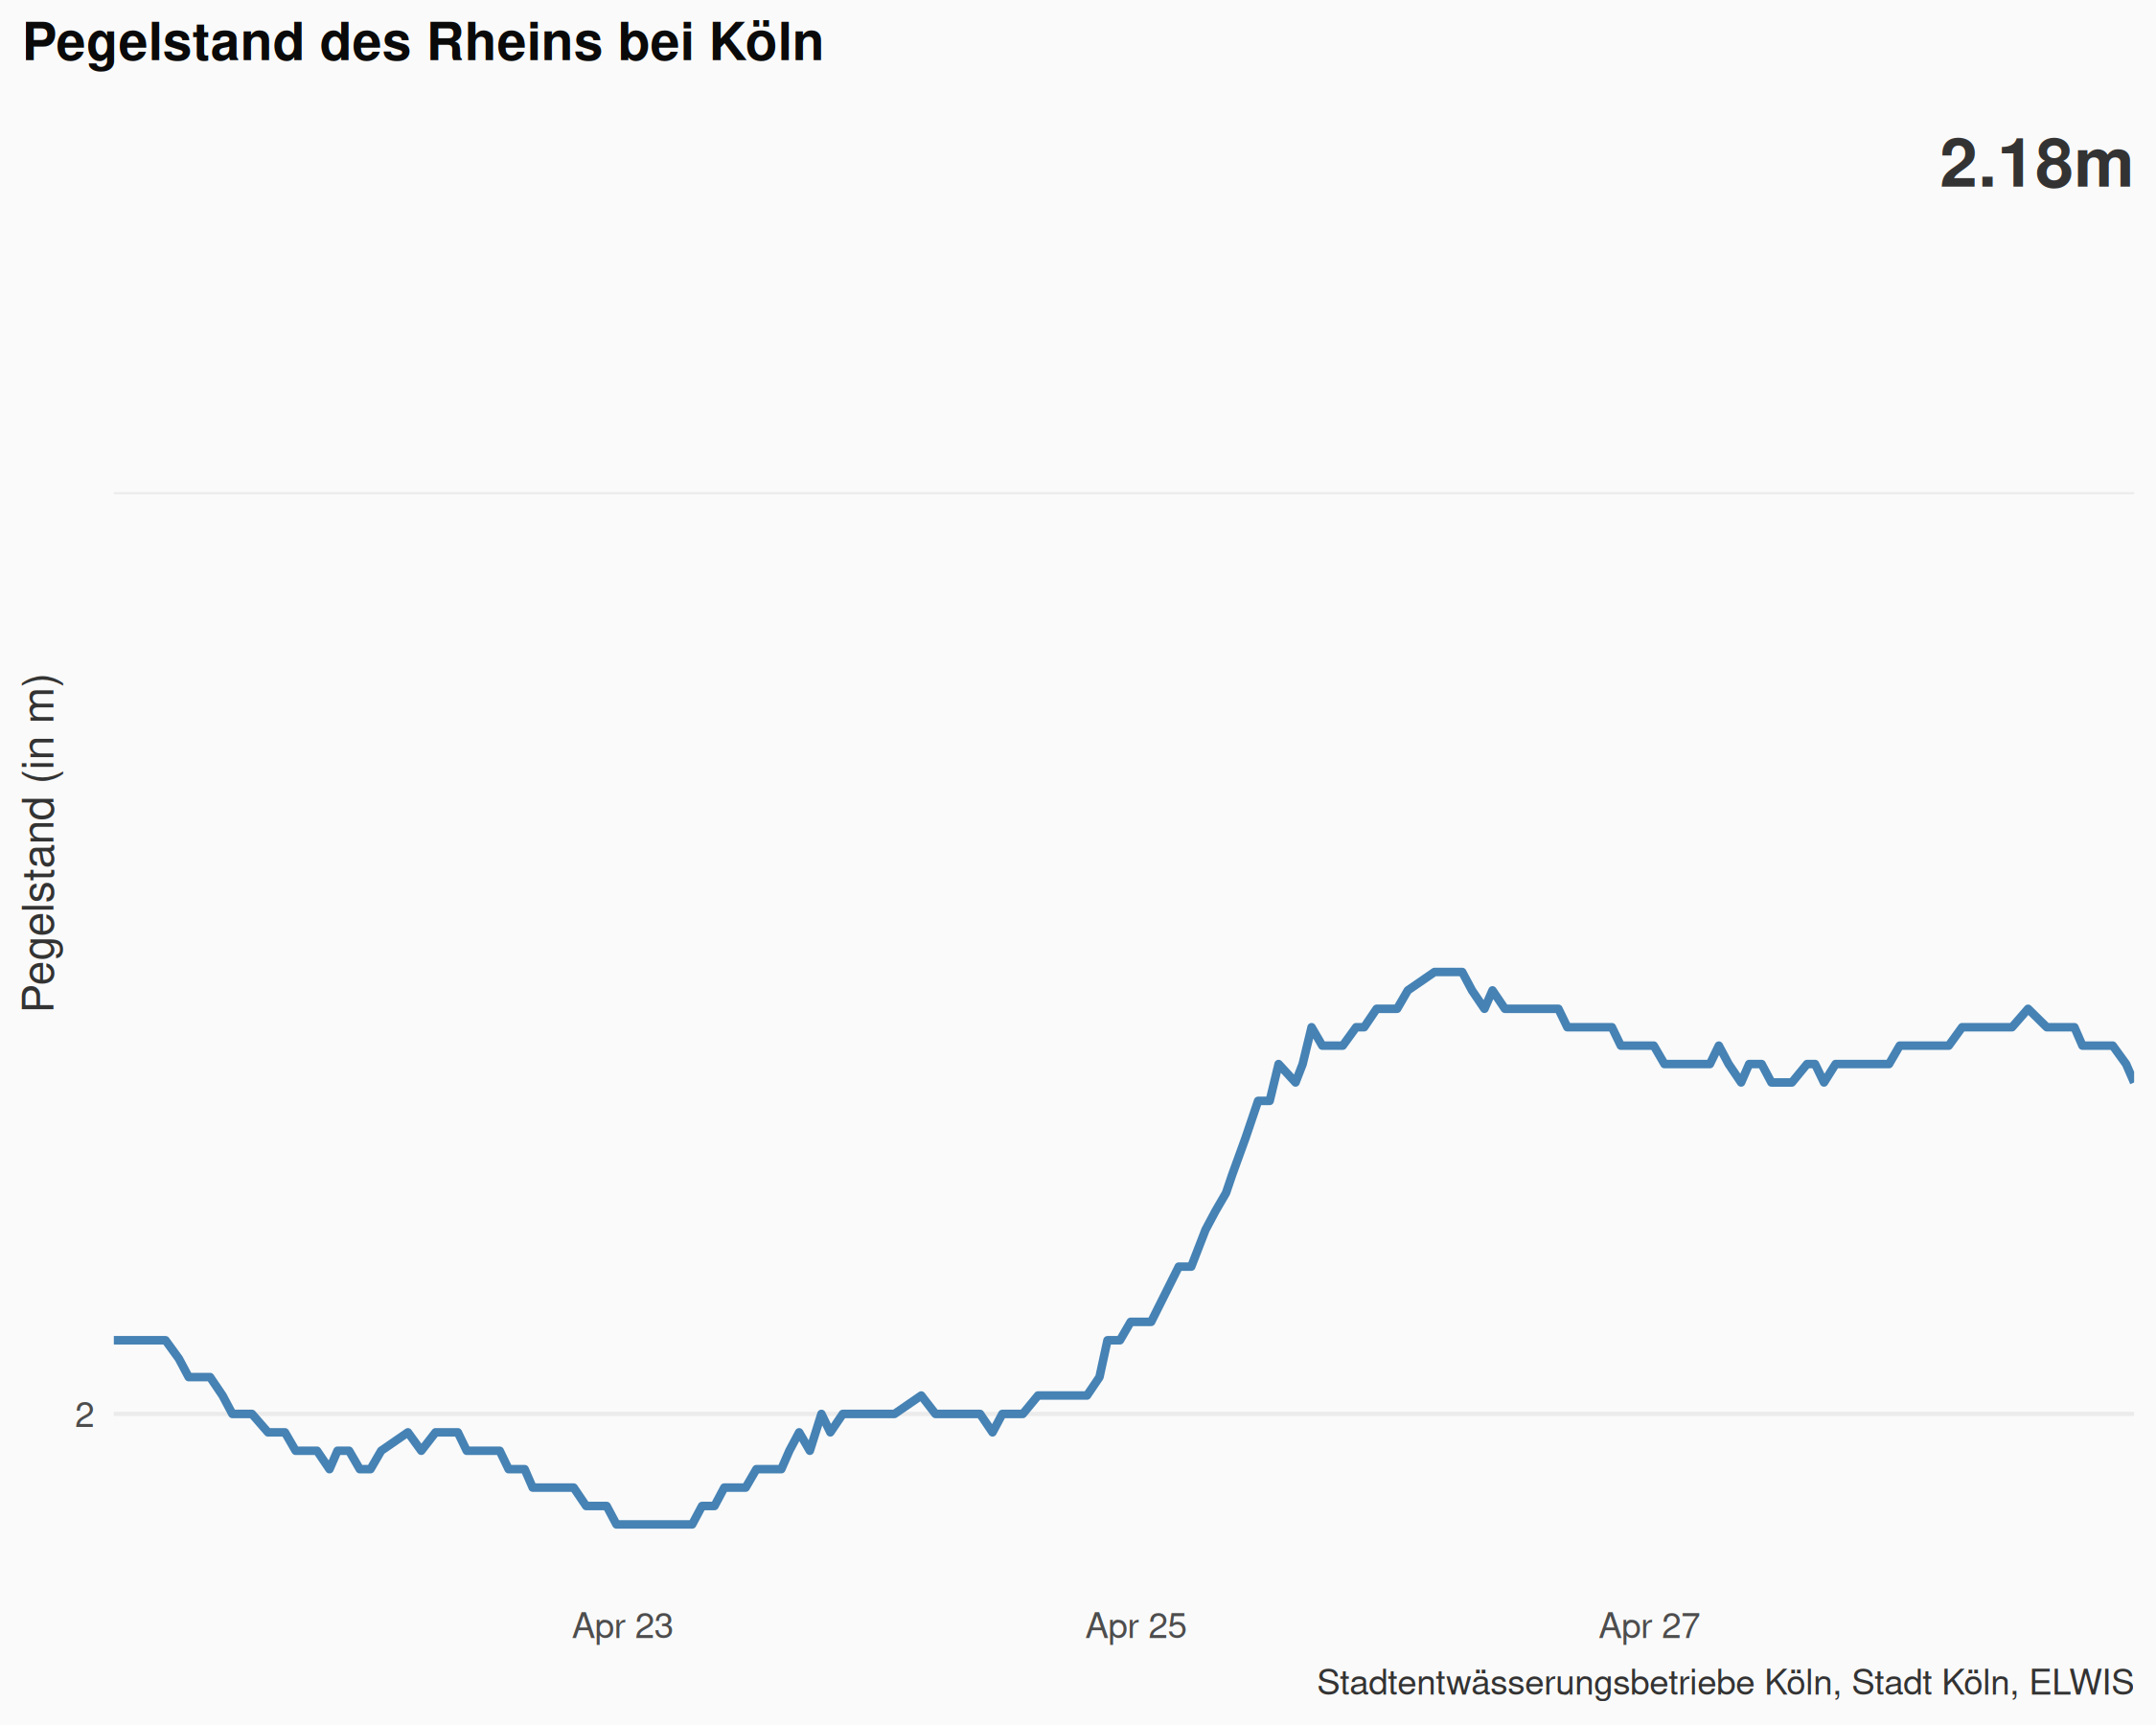 Pegelstand des Rheins bei Köln
2.18m
Pegelstand (in m)
2
Apr 23
Apr 25
Apr 27
Stadtentwässerungsbetriebe Köln, Stadt Köln, ELWIS